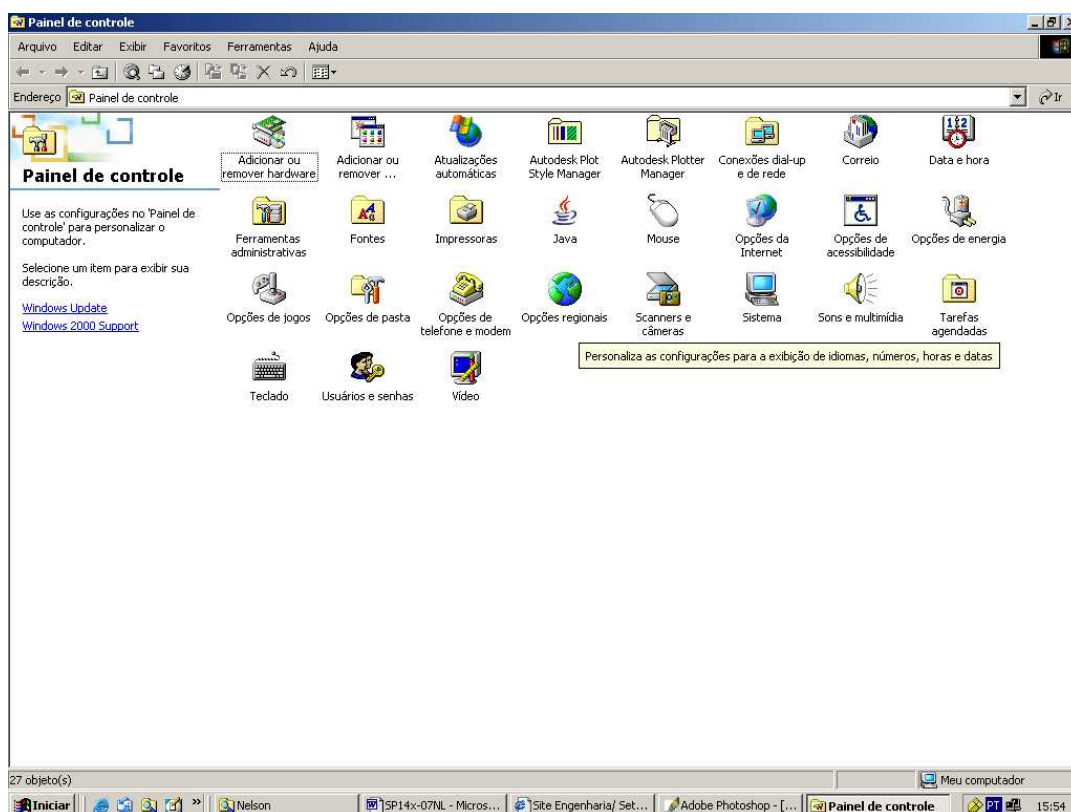 Painel de controle
Arquivo Editar Exibir Favoritos Ferramentas Ajuda
Endereço Painel de controle Ir
Painel de controle
Use as configurações no 'Painel de
controle' para personalizar o
computador.
Selecione um item para exibir sua
descrição.
Windows Update
Windows 2000 Support
Adicionar ou
remover hardware
Adicionar ou
remover ...
Atualizações
automáticas
Autodesk Plot
Style Manager
Autodesk Plotter
Manager
Conexões dial-up
e de rede
Correio
Data e hora
Ferramentas
administrativas
Fontes
Impressoras
Java
Mouse
Opções da
Internet
Opções de
acessibilidade
Opções de energia
Opções de jogos
Opções de pasta
Opções de
telefone e modem
Opções regionais
Scanners e
câmeras
Sistema
Sons e multimídia
Tarefas
agendadas
Personaliza as configurações para a exibição de idiomas, números, horas e datas
Teclado
Usuários e senhas
Vídeo
27 objeto(s)
Meu computador
Iniciar
Nelson
SP14x-07NL - Micros...
Site Engenharia/ Set...
Adobe Photoshop - [...
Painel de controle
PT
15:54